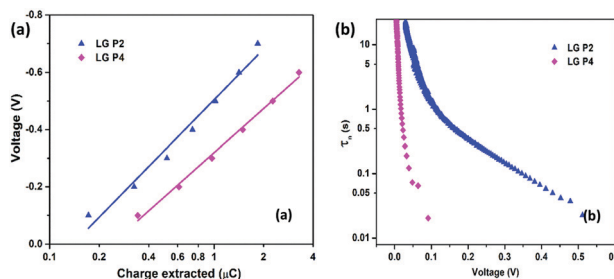 (a)
LG P2
LG P4
-0.8
-0.6
-0.4
-0.2
-0.0
Voltage (V)
0.1
0.2
0.4
0.6
0.8
1
2
4
Charge extracted (μC)
(a)
(b)
LG P2
LG P4
10
5
1
0.5
0.1
0.05
0.01
τn (s)
0.0
0.1
0.2
0.3
0.4
0.5
Voltage (V)
(b)